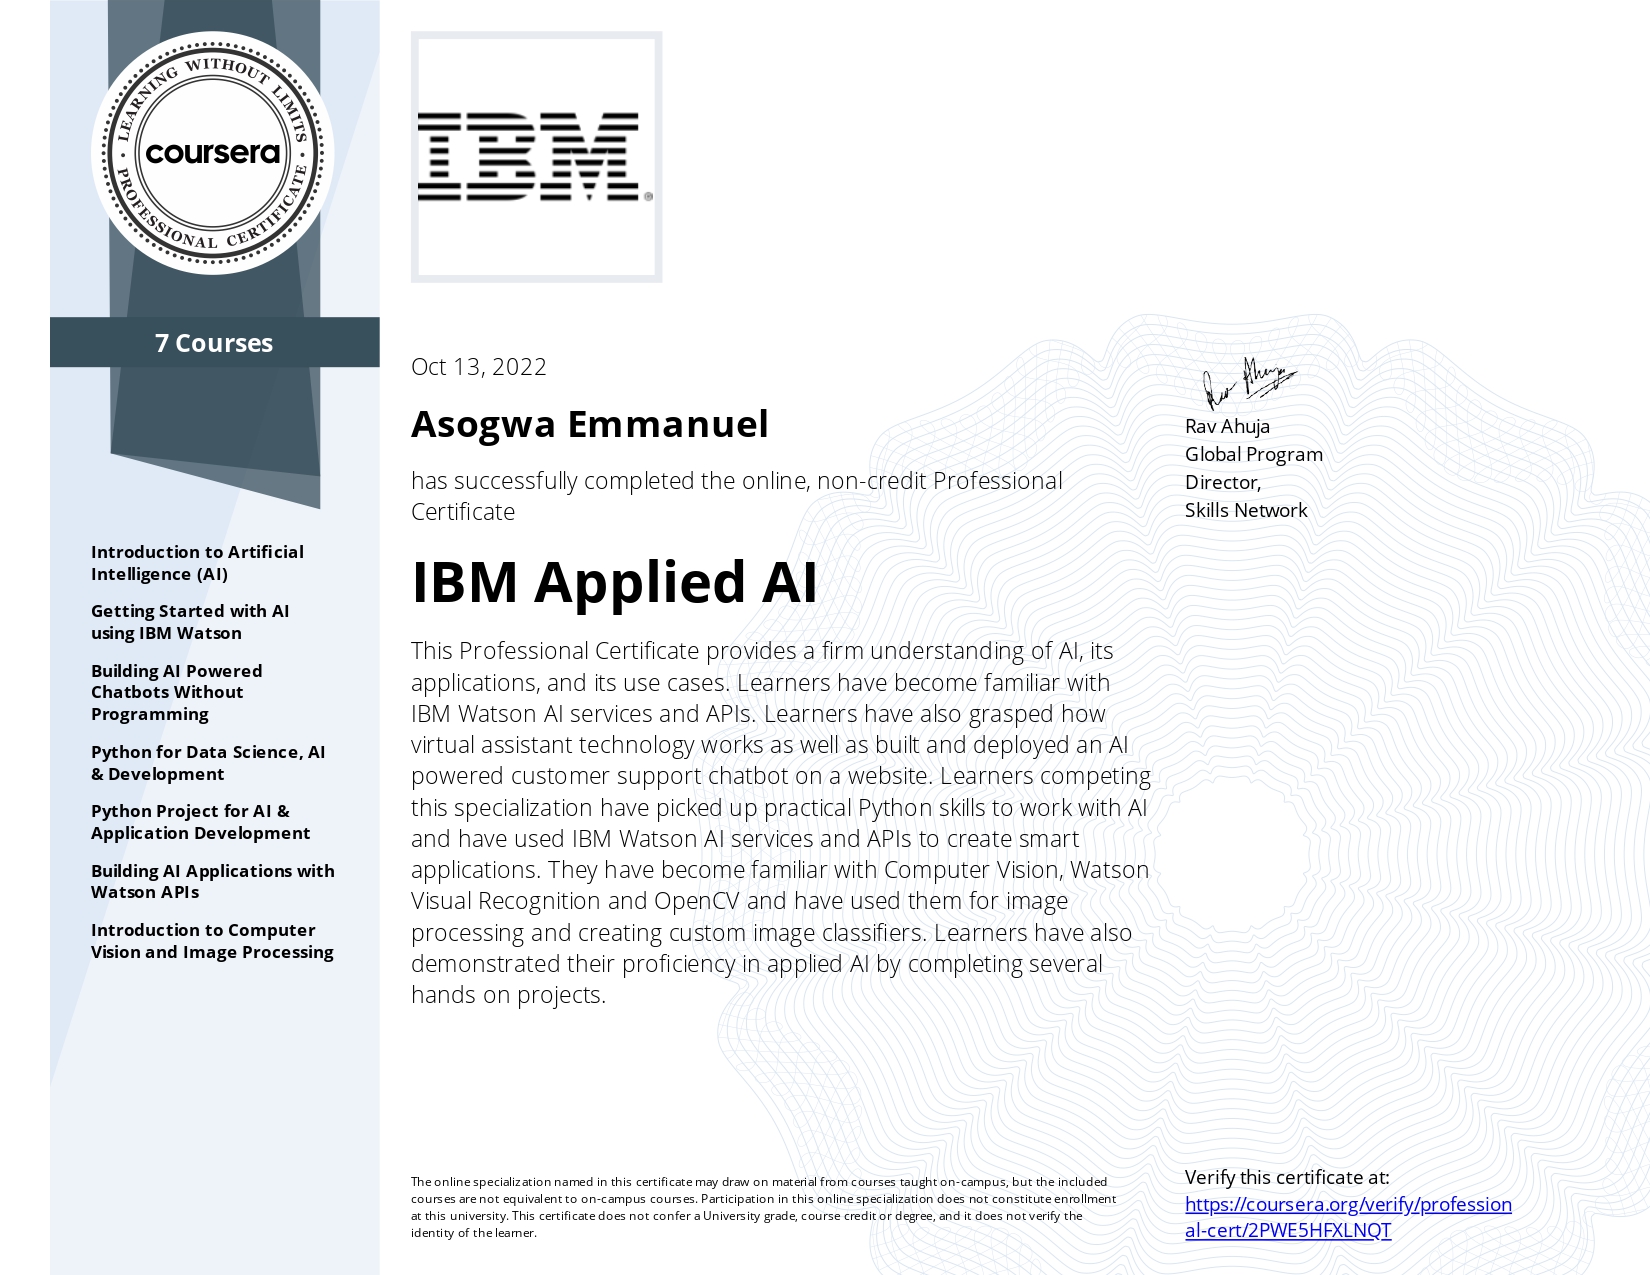 LEARNING WITHOUT LIMITS
coursera
PROFESSIONAL CERTIFICATE
7 Courses
Introduction to Artificial
Intelligence (AI)
Getting Started with AI
using IBM Watson
Building AI Powered
Chatbots Without
Programming
Python for Data Science, AI
& Development
Python Project for AI &
Application Development
Building AI Applications with
Watson APIs
Introduction to Computer
Vision and Image Processing
IBM®
Oct 13, 2022
Asogwa Emmanuel
has successfully completed the online, non-credit Professional
Certificate
IBM Applied AI
This Professional Certificate provides a firm understanding of AI, its
applications, and its use cases. Learners have become familiar with
IBM Watson AI services and APIs. Learners have also grasped how
virtual assistant technology works as well as built and deployed an AI
powered customer support chatbot on a website. Learners competing
this specialization have picked up practical Python skills to work with AI
and have used IBM Watson AI services and APIs to create smart
applications. They have become familiar with Computer Vision, Watson
Visual Recognition and OpenCV and have used them for image
processing and creating custom image classifiers. Learners have also
demonstrated their proficiency in applied AI by completing several
hands on projects.
Rav Ahuja
Rav Ahuja
Global Program
Director,
Skills Network
The online specialization named in this certificate may draw on material from courses taught on-campus, but the included
courses are not equivalent to on-campus courses. Participation in this online specialization does not constitute enrollment
at this university. This certificate does not confer a University grade, course credit or degree, and it does not verify the
identity of the learner.
Verify this certificate at:
https://coursera.org/verify/profession
al-cert/2PWE5HFXLNQT